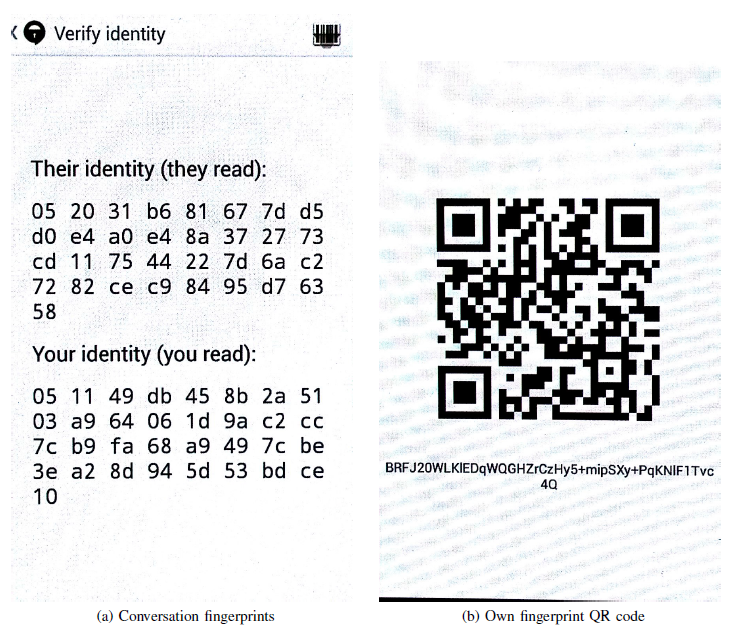 Verify identity
Their identity (they read):
05 20 31 b6 81 67 7d d5
d0 e4 a0 e4 8a 37 27 73
cd 11 75 44 22 7d 6a c2
72 82 ce c9 84 95 d7 63
58
Your identity (you read):
05 11 49 db 45 8b 2a 51
03 a9 64 06 1d 9a c2 cc
7c b9 fa 68 a9 49 7c be
3e a2 8d 94 5d 53 bd ce
10
(a) Conversation fingerprints
BRFJ20WLKlEDqWQGHZrCzHy5+mipSXy+PqKNlF1Tvc
4Q
(b) Own fingerprint QR code